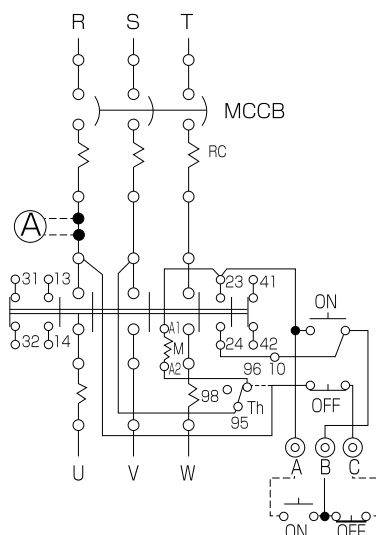 R S T
MCCB
RC
A
31 13 23 41
A1
ON
32 14 M 24 42
A2 96 10
98 Th OFF
95
A B C
U V W
ON OFF